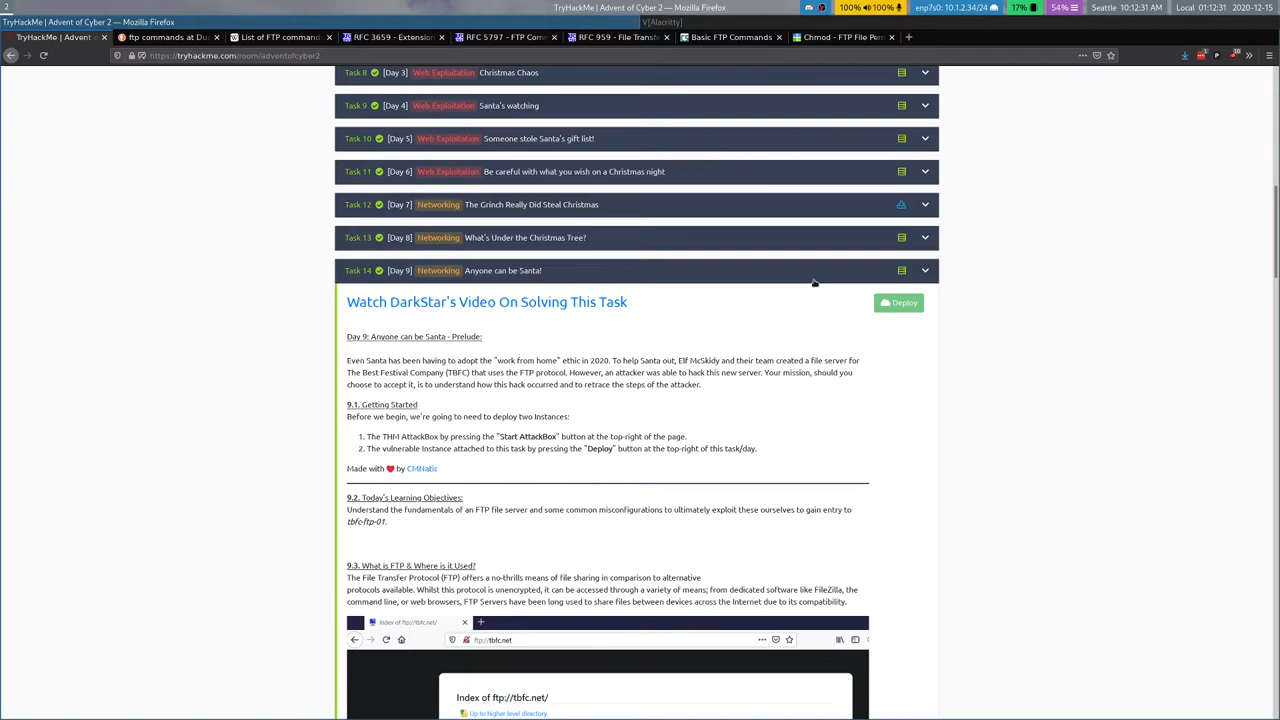 2
TryHackMe | Advent of Cyber 2 — Mozilla Firefox
100% 100%
enp7s0: 10.1.2.34/24
17%
54%
Seoul: 10:12:31 AM
Local: 01:12:31
2020-12-15
TryHackMe | Advent of Cyber 2 — Mozilla Firefox
V[Alacritty]
TryHackMe | Advent o
ftp commands at Du
List of FTP command
RFC 3659 - Extension
RFC 5797 - FTP Com
RFC 959 - File Transfe
Basic FTP Commands
Chmod - FTP File Per
https://tryhackme.com/room/adventofcyber2
Task 8 [Day 3] Web Exploitation Christmas Chaos
Task 9 [Day 4] Web Exploitation Santa's watching
Task 10 [Day 5] Web Exploitation Someone stole Santa's gift list!
Task 11 [Day 6] Web Exploitation Be careful with what you wish on a Christmas night
Task 12 [Day 7] Networking The Grinch Really Did Steal Christmas
Task 13 [Day 8] Networking What's Under the Christmas Tree?
Task 14 [Day 9] Networking Anyone can be Santa!
Watch DarkStar's Video On Solving This Task
Deploy
Day 9: Anyone can be Santa - Prelude:
Even Santa has been having to adopt the "work from home" ethic in 2020. To help Santa out, Elf McSkidy and their team created a file server for
The Best Festival Company (TBFC) that uses the FTP protocol. However, an attacker was able to hack this new server. Your mission, should you
choose to accept it, is to understand how this hack occurred and to retrace the steps of the attacker.
9.1. Getting Started
Before we begin, we're going to need to deploy two Instances:
1. The THM AttackBox by pressing the "Start AttackBox" button at the top-right of the page.
2. The vulnerable Instance attached to this task by pressing the "Deploy" button at the top-right of this task/day.
Made with ❤ by CMNatic
9.2. Today's Learning Objectives:
Understand the fundamentals of an FTP file server and some common misconfigurations to ultimately exploit these ourselves to gain entry to
tbfc-ftp-01.
9.3. What is FTP & Where is it Used?
The File Transfer Protocol (FTP) offers a no-thrills means of file sharing in comparison to alternative
protocols available. Whilst this protocol is unencrypted, it can be accessed through a variety of means; from dedicated software like FileZilla, the
command line, or web browsers, FTP Servers have been long used to share files between devices across the Internet due to its compatibility.
Index of ftp://tbfc.net/
ftp://tbfc.net
Index of ftp://tbfc.net/
Up to higher level directory